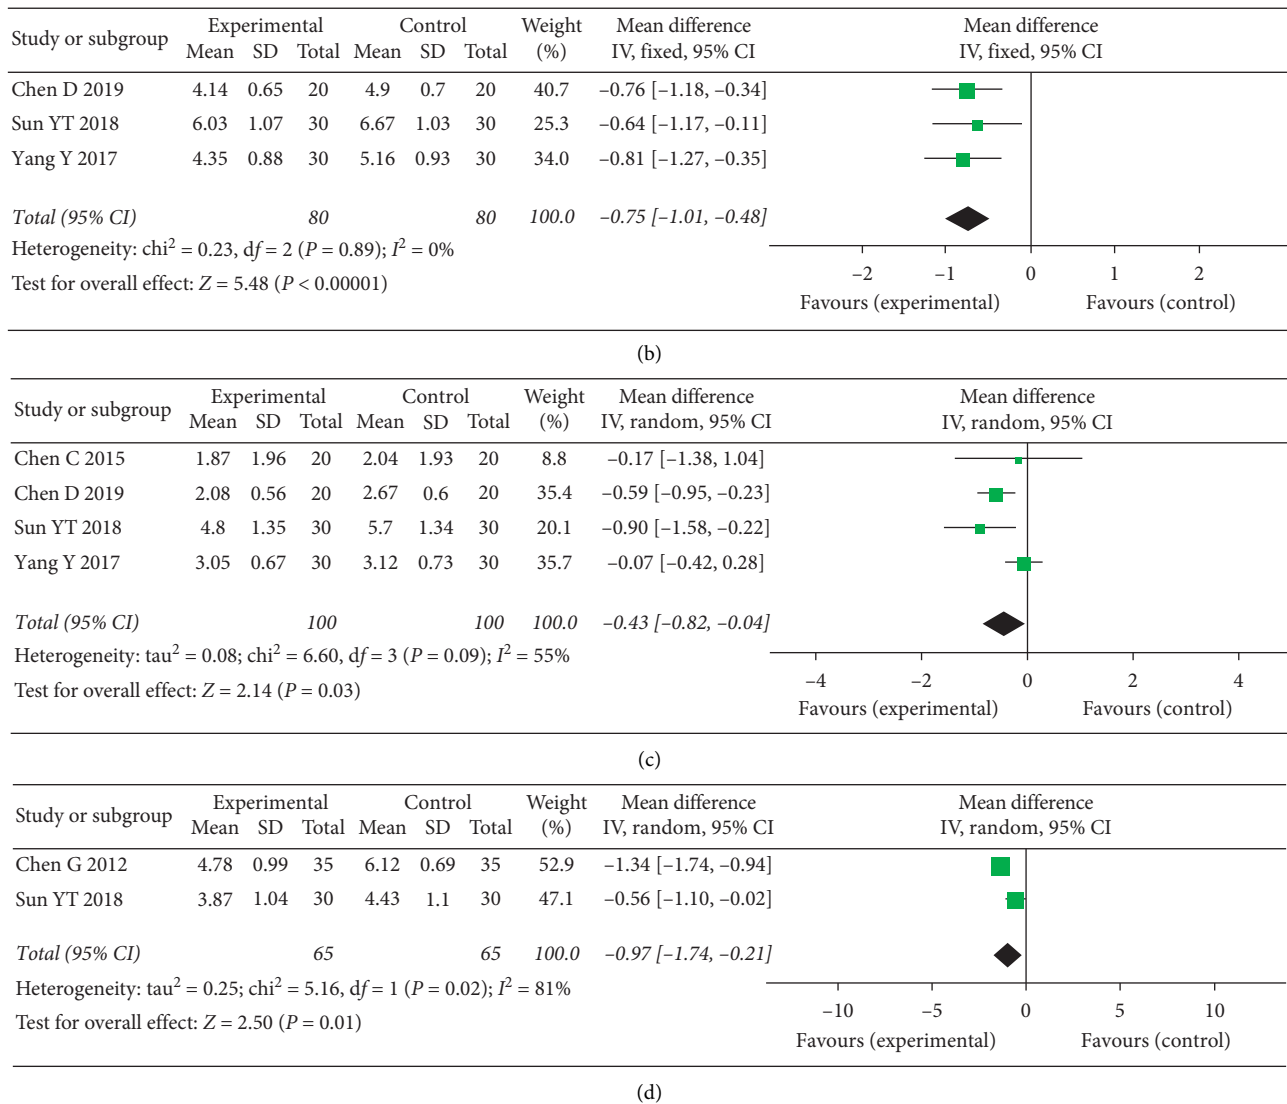 Study or subgroup Experimental Control Weight Mean difference Mean difference
Mean SD Total Mean SD Total (%) IV, fixed, 95% CI IV, fixed, 95% CI
Chen D 2019 4.14 0.65 20 4.9 0.7 20 40.7 –0.76 [–1.18, –0.34]
Sun YT 2018 6.03 1.07 30 6.67 1.03 30 25.3 –0.64 [–1.17, –0.11]
Yang Y 2017 4.35 0.88 30 5.16 0.93 30 34.0 –0.81 [–1.27, –0.35]
Total (95% CI) 80 80 100.0 –0.75 [–1.01, –0.48]
Heterogeneity: chi² = 0.23, df = 2 (P = 0.89); I² = 0%
Test for overall effect: Z = 5.48 (P < 0.00001)
–2 –1 0 1 2
Favours (experimental) Favours (control)
(b)
Study or subgroup Experimental Control Weight Mean difference Mean difference
Mean SD Total Mean SD Total (%) IV, random, 95% CI IV, random, 95% CI
Chen C 2015 1.87 1.96 20 2.04 1.93 20 8.8 –0.17 [–1.38, 1.04]
Chen D 2019 2.08 0.56 20 2.67 0.6 20 35.4 –0.59 [–0.95, –0.23]
Sun YT 2018 4.8 1.35 30 5.7 1.34 30 20.1 –0.90 [–1.58, –0.22]
Yang Y 2017 3.05 0.67 30 3.12 0.73 30 35.7 –0.07 [–0.42, 0.28]
Total (95% CI) 100 100 100.0 –0.43 [–0.82, –0.04]
Heterogeneity: tau² = 0.08; chi² = 6.60, df = 3 (P = 0.09); I² = 55%
Test for overall effect: Z = 2.14 (P = 0.03)
–4 –2 0 2 4
Favours (experimental) Favours (control)
(c)
Study or subgroup Experimental Control Weight Mean difference Mean difference
Mean SD Total Mean SD Total (%) IV, random, 95% CI IV, random, 95% CI
Chen G 2012 4.78 0.99 35 6.12 0.69 35 52.9 –1.34 [–1.74, –0.94]
Sun YT 2018 3.87 1.04 30 4.43 1.1 30 47.1 –0.56 [–1.10, –0.02]
Total (95% CI) 65 65 100.0 –0.97 [–1.74, –0.21]
Heterogeneity: tau² = 0.25; chi² = 5.16, df = 1 (P = 0.02); I² = 81%
Test for overall effect: Z = 2.50 (P = 0.01)
–10 –5 0 5 10
Favours (experimental) Favours (control)
(d)